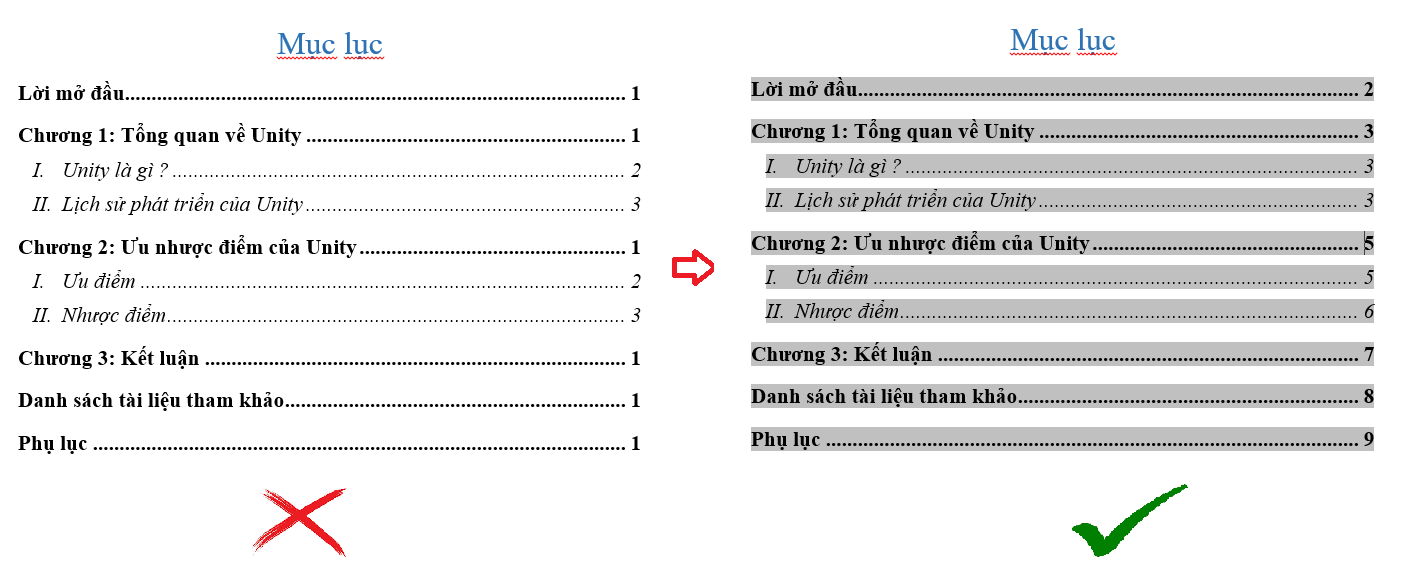 Mục lục
Lời mở đầu............................................................................................... 1
Chương 1: Tổng quan về Unity ............................................................. 1
I. Unity là gì ? ...................................................................................... 2
II. Lịch sử phát triển của Unity ............................................................. 3
Chương 2: Ưu nhược điểm của Unity ................................................... 1
I. Ưu điểm ............................................................................................ 2
II. Nhược điểm....................................................................................... 3
Chương 3: Kết luận ................................................................................ 1
Danh sách tài liệu tham khảo................................................................. 1
Phụ lục ..................................................................................................... 1
Mục lục
Lời mở đầu............................................................................................... 2
Chương 1: Tổng quan về Unity ............................................................. 3
I. Unity là gì ? ...................................................................................... 3
II. Lịch sử phát triển của Unity ............................................................. 3
Chương 2: Ưu nhược điểm của Unity ................................................... 5
I. Ưu điểm ............................................................................................ 5
II. Nhược điểm....................................................................................... 6
Chương 3: Kết luận ................................................................................ 7
Danh sách tài liệu tham khảo................................................................. 8
Phụ lục ..................................................................................................... 9